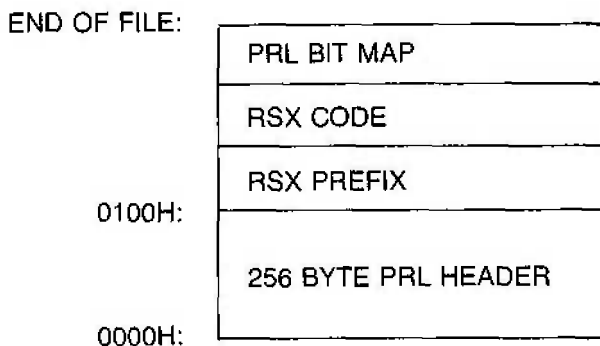 END OF FILE:
PRL BIT MAP
RSX CODE
RSX PREFIX
0100H:
256 BYTE PRL HEADER
0000H: